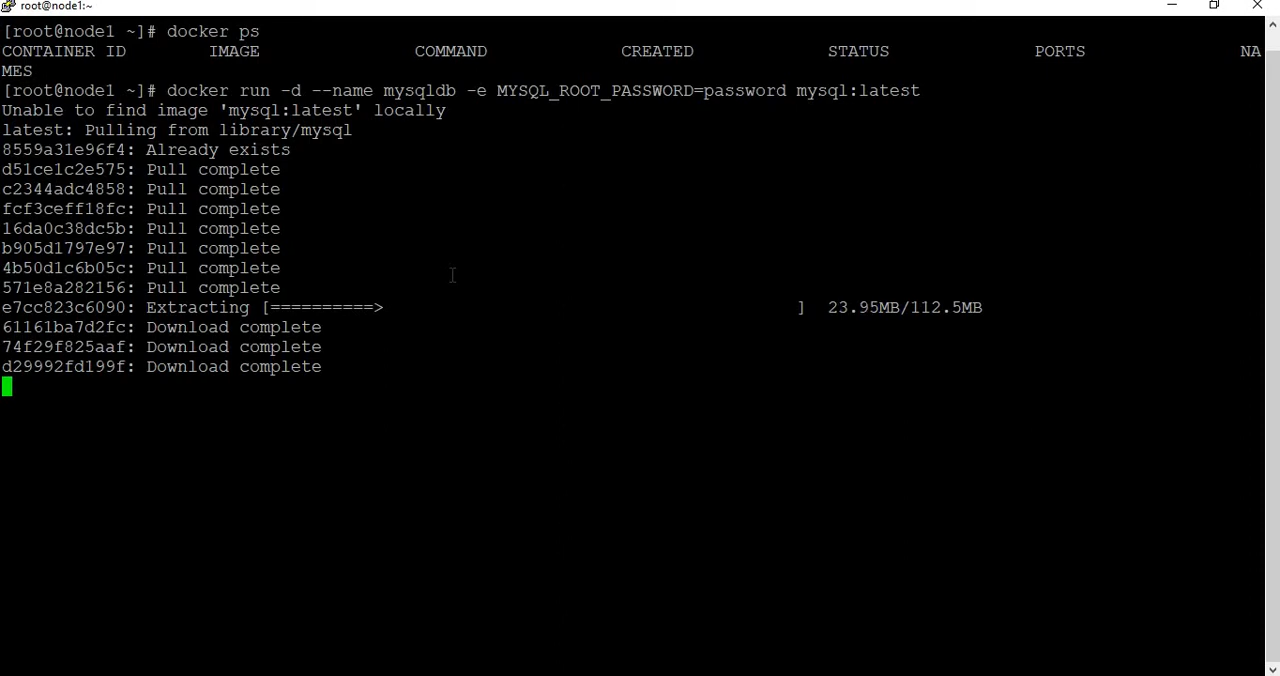 root@node1:~
[root@node1 ~]# docker ps
CONTAINER ID        IMAGE               COMMAND             CREATED             STATUS              PORTS               NA
MES
[root@node1 ~]# docker run -d --name mysqldb -e MYSQL_ROOT_PASSWORD=password mysql:latest
Unable to find image 'mysql:latest' locally
latest: Pulling from library/mysql
8559a31e96f4: Already exists
d51ce1c2e575: Pull complete
c2344adc4858: Pull complete
fcf3ceff18fc: Pull complete
16da0c38dc5b: Pull complete
b905d1797e97: Pull complete
4b50d1c6b05c: Pull complete
571e8a282156: Pull complete
e7cc823c6090: Extracting [==========>                                        ]  23.95MB/112.5MB
61161ba7d2fc: Download complete
74f29f825aaf: Download complete
d29992fd199f: Download complete